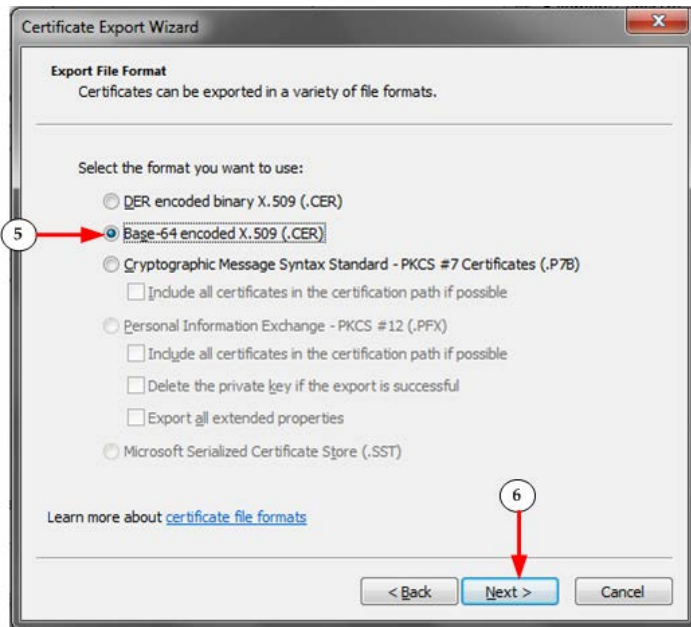 Certificate Export Wizard
Export File Format
Certificates can be exported in a variety of file formats.
Select the format you want to use:
DER encoded binary X.509 (.CER)
5
Base-64 encoded X.509 (.CER)
Cryptographic Message Syntax Standard - PKCS #7 Certificates (.P7B)
Include all certificates in the certification path if possible
Personal Information Exchange - PKCS #12 (.PFX)
Include all certificates in the certification path if possible
Delete the private key if the export is successful
Export all extended properties
Microsoft Serialized Certificate Store (.SST)
6
Learn more about certificate file formats
< Back Next > Cancel